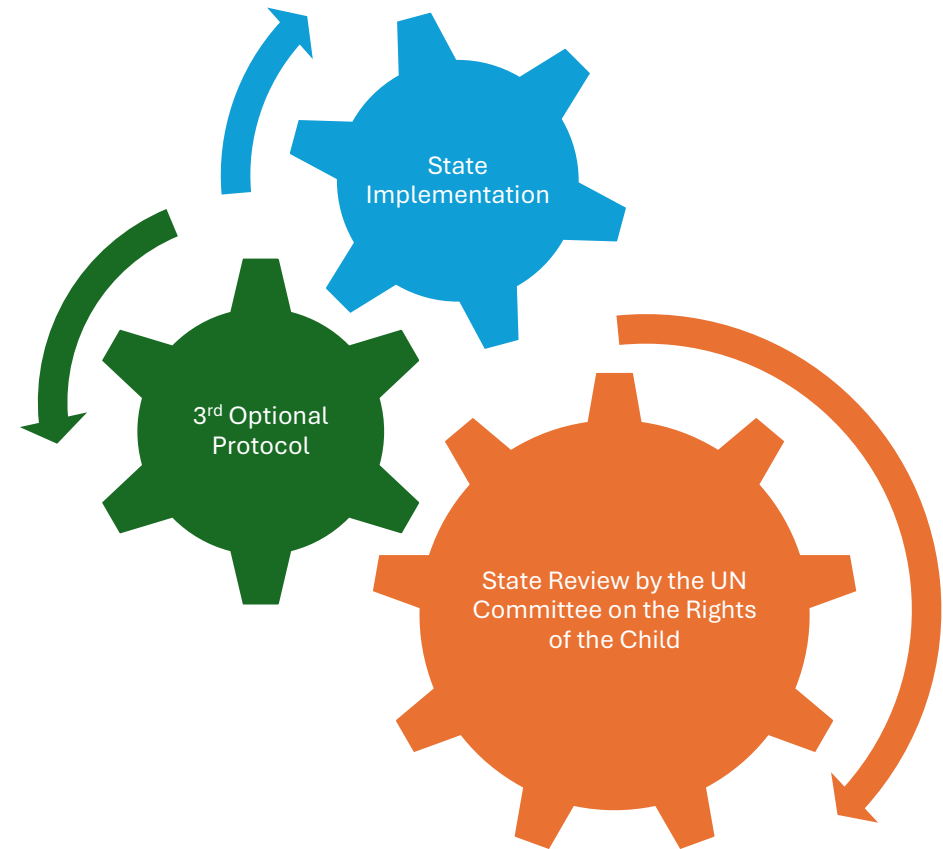 State
Implementation
3rd Optional
Protocol
State Review by the UN
Committee on the Rights
of the Child